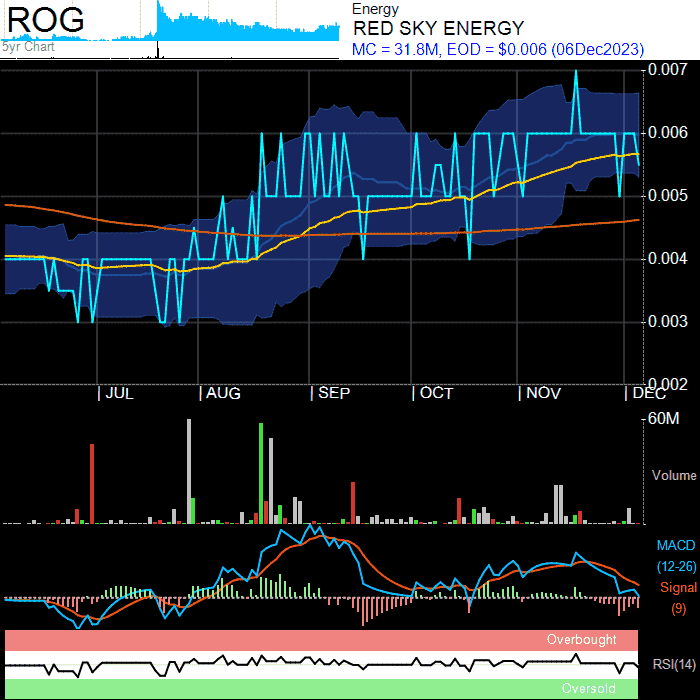 ROG
5yr Chart
Energy
RED SKY ENERGY
MC = 31.8M, EOD = $0.006 (06Dec2023)
0.007
0.006
0.005
0.004
0.003
0.002
JUL AUG SEP OCT NOV DEC
60M
Volume
MACD
(12-26)
Signal
(9)
Overbought
RSI(14)
Oversold